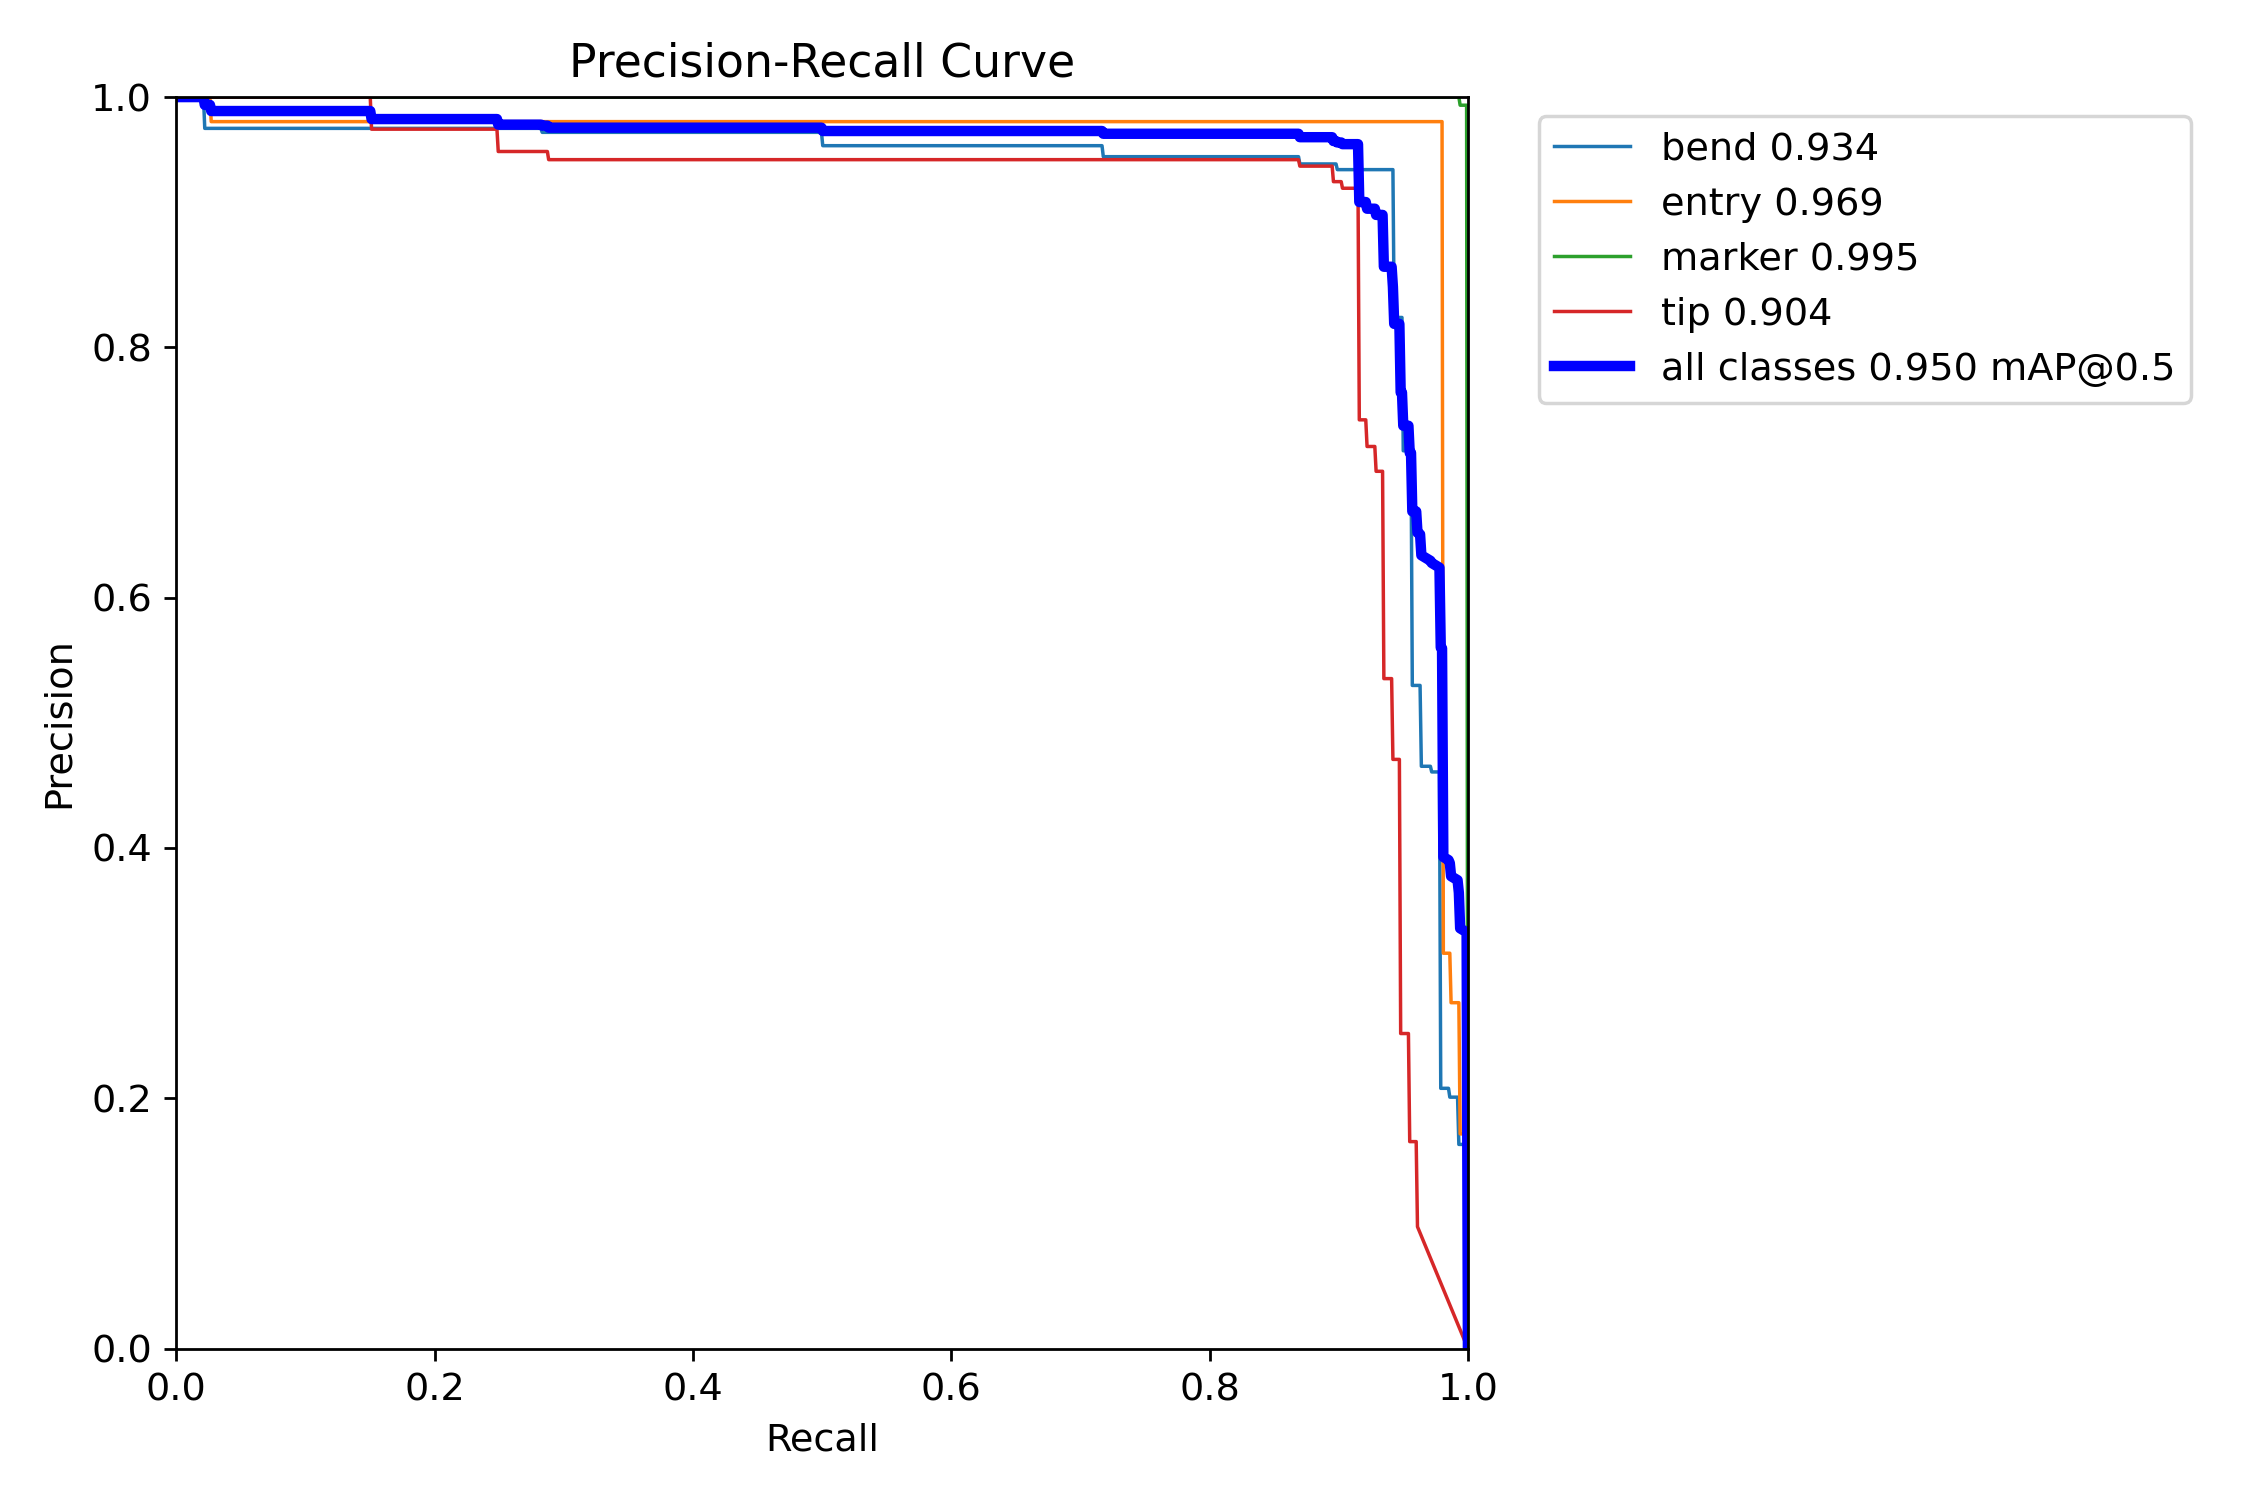 Precision-Recall Curve
1.0
0.8
0.6
0.4
0.2
0.0
Precision
0.0 0.2 0.4 0.6 0.8 1.0
Recall
bend 0.934
entry 0.969
marker 0.995
tip 0.904
all classes 0.950 mAP@0.5